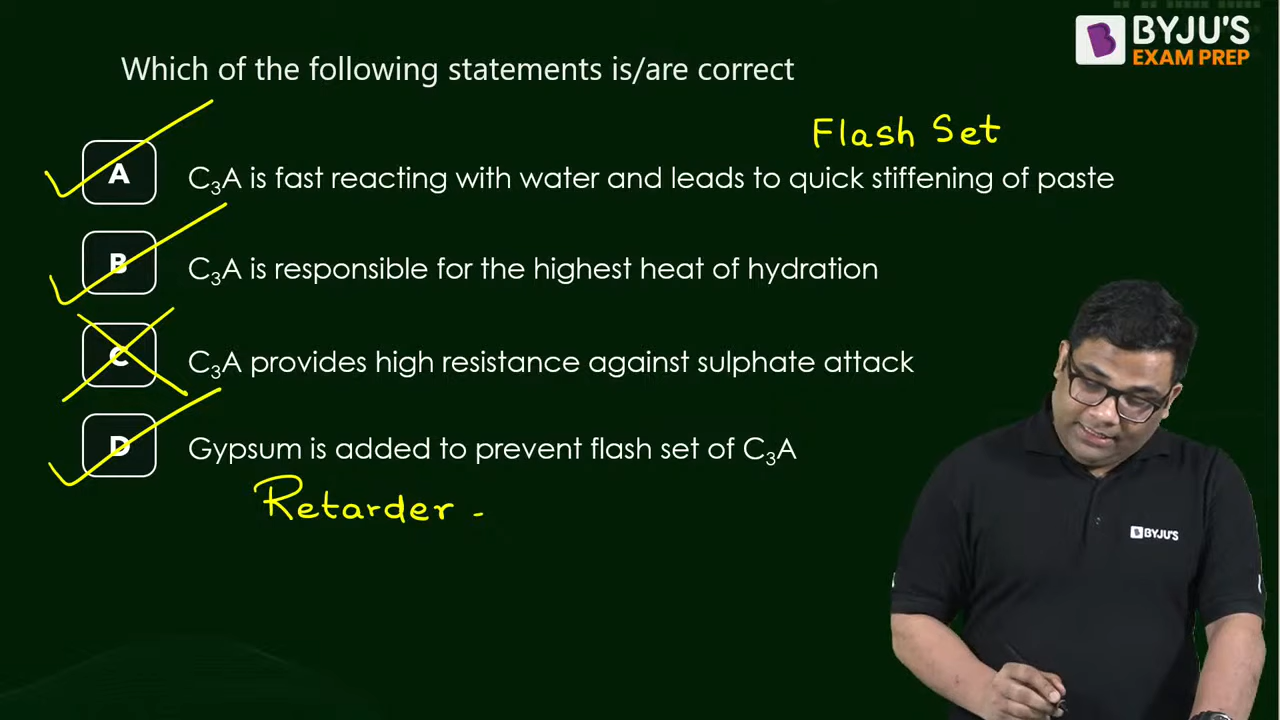 BYJU'S
EXAM PREP
Which of the following statements is/are correct
Flash Set
A C₃A is fast reacting with water and leads to quick stiffening of paste
B C₃A is responsible for the highest heat of hydration
C C₃A provides high resistance against sulphate attack
D Gypsum is added to prevent flash set of C₃A
Retarder -
BYJU'S